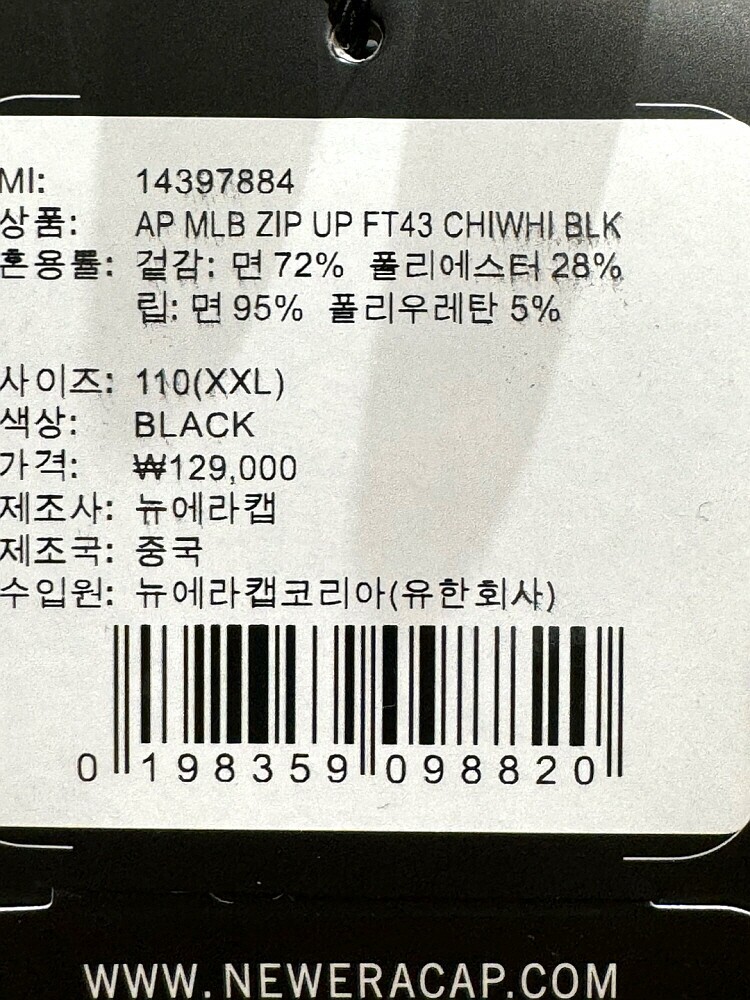 MI: 14397884
상품: AP MLB ZIP UP FT43 CHIWHI BLK
혼용률: 겉감: 면 72% 폴리에스터 28%
립: 면 95% 폴리우레탄 5%
사이즈: 110(XXL)
색상: BLACK
가격: ₩129,000
제조사: 뉴에라캡
제조국: 중국
수입원: 뉴에라캡코리아(유한회사)
0 198359 098820
WWW.NEWERACAP.COM